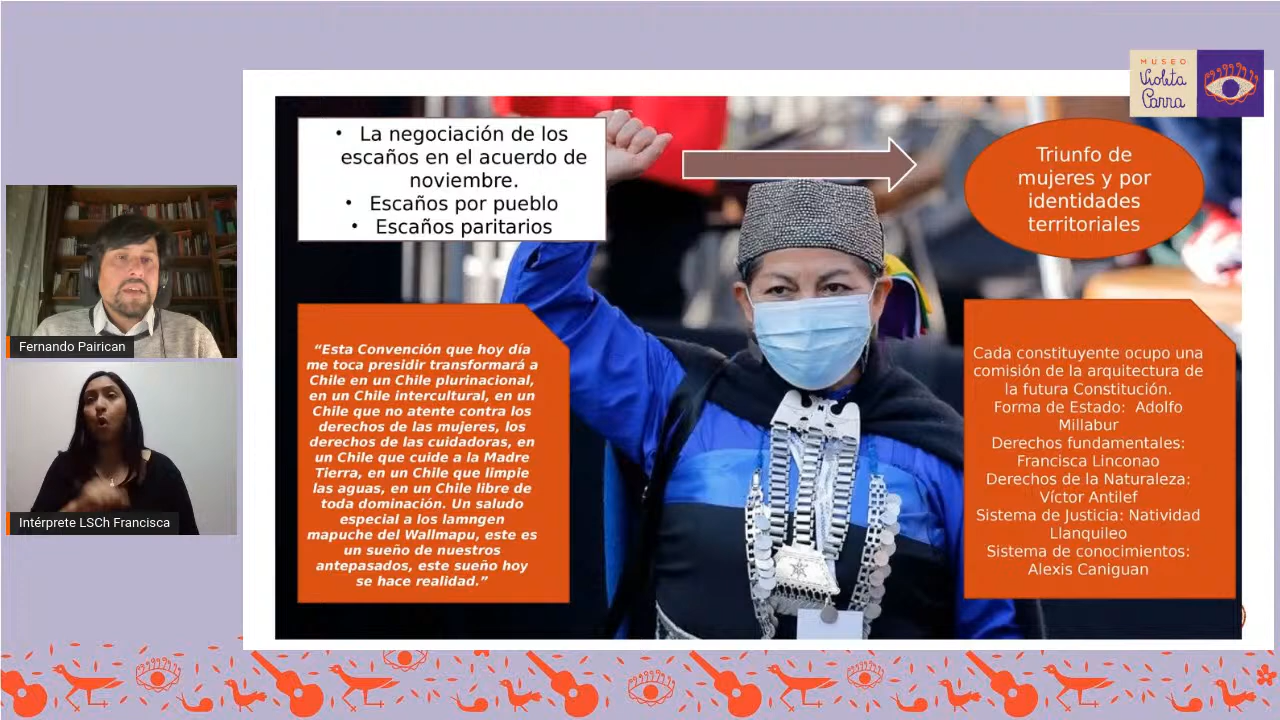 MUSEO
Violeta
Parra
• La negociación de los
escaños en el acuerdo de
noviembre.
• Escaños por pueblo
• Escaños paritarios
Triunfo de
mujeres y por
identidades
territoriales
“Esta Convención que hoy día
me toca presidir transformará a
Chile en un Chile plurinacional,
en un Chile intercultural, en un
Chile que no atente contra los
derechos de las mujeres, los
derechos de las cuidadoras, en
un Chile que cuide a la Madre
Tierra, en un Chile que limpie
las aguas, en un Chile libre de
toda dominación. Un saludo
especial a los lamngen
mapuche del Wallmapu, este es
un sueño de nuestros
antepasados, este sueño hoy
se hace realidad.”
Cada constituyente ocupo una
comisión de la arquitectura de
la futura Constitución.
Forma de Estado: Adolfo
Millabur
Derechos fundamentales:
Francisca Linconao
Derechos de la Naturaleza:
Víctor Antilef
Sistema de Justicia: Natividad
Llanquileo
Sistema de conocimientos:
Alexis Caniguan
Fernando Pairican
Intérprete LSCh Francisca